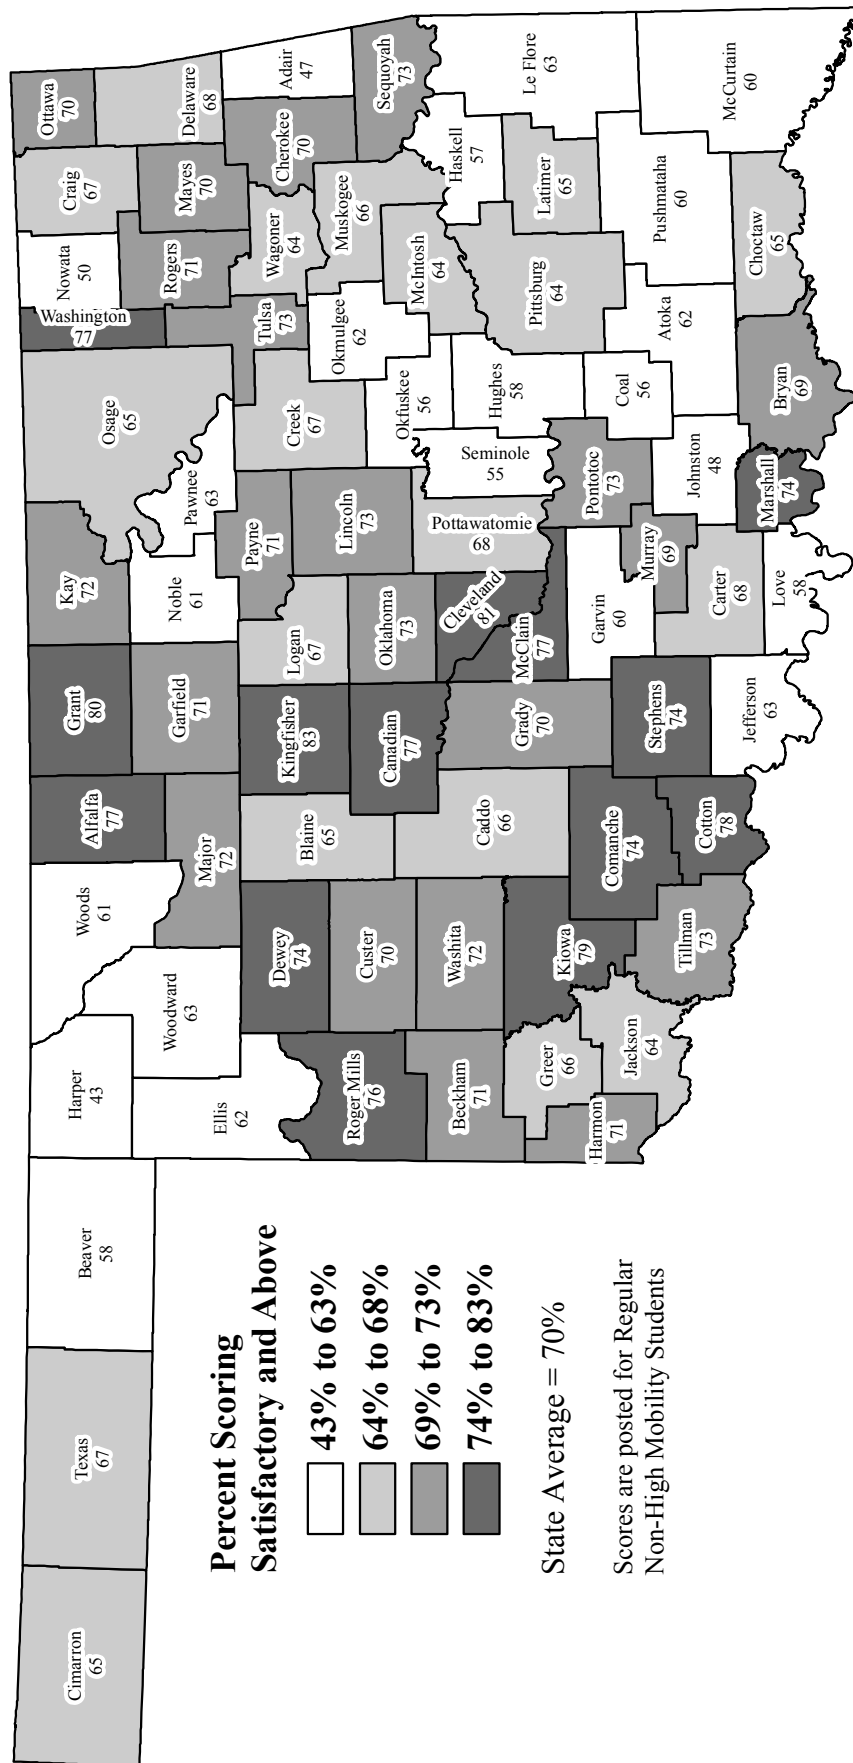 Cimarron
65
Texas
67
Beaver
58
Harper
43
Woods
61
Alfalfa
77
Grant
80
Kay
72
Osage
65
Washington
77
Nowata
50
Craig
67
Ottawa
70
Ellis
62
Woodward
63
Major
72
Garfield
71
Noble
61
Pawnee
63
Rogers
71
Mayes
70
Delaware
68
Roger Mills
76
Dewey
74
Blaine
65
Kingfisher
83
Logan
67
Payne
71
Creek
67
Tulsa
73
Wagoner
64
Cherokee
70
Adair
47
Beckham
71
Custer
70
Canadian
77
Oklahoma
73
Lincoln
73
Okfuskee
56
Okmulgee
62
Muskogee
66
Sequoyah
73
Washita
72
Caddo
66
Grady
70
Cleveland
81
McClain
77
Pottawatomie
68
Seminole
55
Hughes
58
McIntosh
64
Haskell
57
Le Flore
63
Harmon
71
Greer
66
Kiowa
79
Comanche
74
Stephens
74
Garvin
60
Pontotoc
73
Coal
56
Pittsburg
64
Latimer
65
Jackson
64
Tillman
73
Cotton
78
Jefferson
63
Carter
68
Murray
69
Johnston
48
Atoka
62
Pushmataha
60
McCurtain
60
Love
58
Marshall
74
Bryan
69
Choctaw
65
Percent Scoring
Satisfactory and Above
43% to 63%
64% to 68%
69% to 73%
74% to 83%
State Average = 70%
Scores are posted for Regular
Non-High Mobility Students